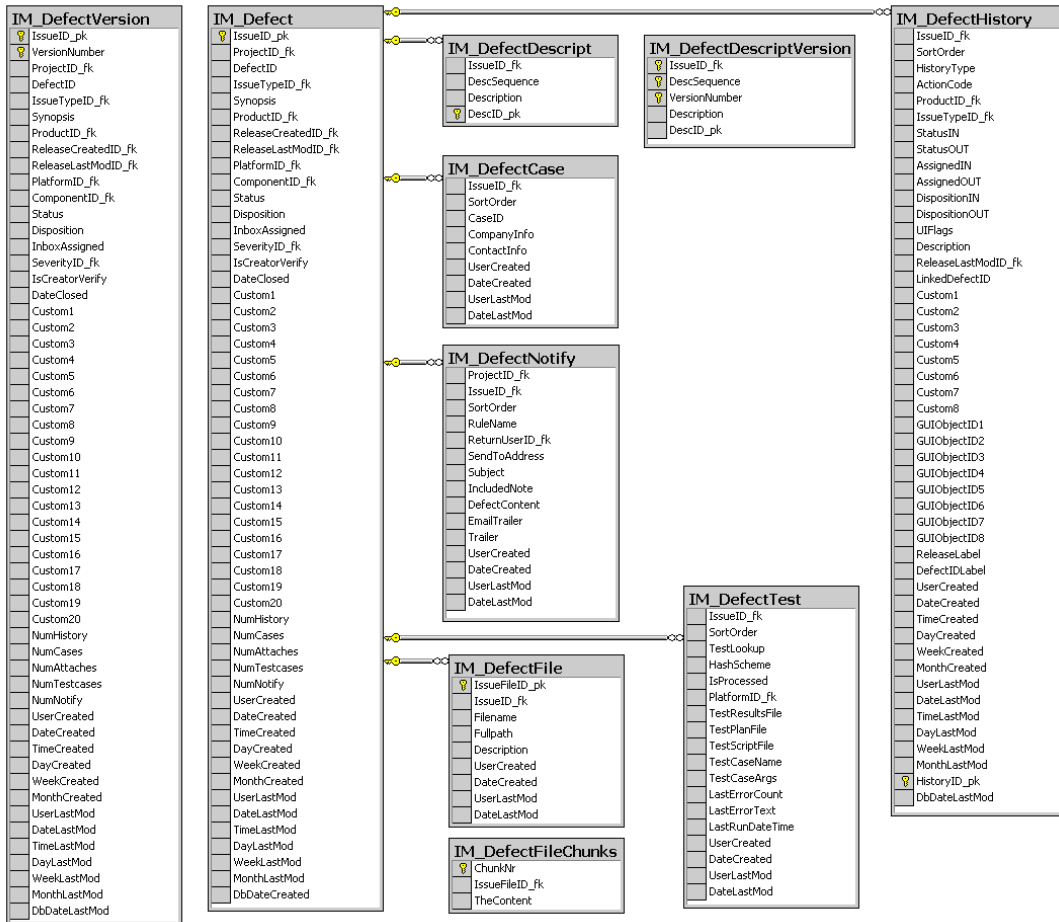 IM_DefectVersion
IssueID_pk
VersionNumber
ProjectID_fk
DefectID
IssueTypeID_fk
Synopsis
ProductID_fk
ReleaseCreatedID_fk
ReleaseLastModID_fk
PlatformID_fk
ComponentID_fk
Status
Disposition
InboxAssigned
SeverityID_fk
IsCreatorVerify
DateClosed
Custom1
Custom2
Custom3
Custom4
Custom5
Custom6
Custom7
Custom8
Custom9
Custom10
Custom11
Custom12
Custom13
Custom14
Custom15
Custom16
Custom17
Custom18
Custom19
Custom20
NumHistory
NumCases
NumAttaches
NumTestcases
NumNotify
UserCreated
DateCreated
TimeCreated
DayCreated
WeekCreated
MonthCreated
UserLastMod
DateLastMod
TimeLastMod
DayLastMod
WeekLastMod
MonthLastMod
DbDateLastMod
IM_Defect
IssueID_pk
ProjectID_fk
DefectID
IssueTypeID_fk
Synopsis
ProductID_fk
ReleaseCreatedID_fk
ReleaseLastModID_fk
PlatformID_fk
ComponentID_fk
Status
Disposition
InboxAssigned
SeverityID_fk
IsCreatorVerify
DateClosed
Custom1
Custom2
Custom3
Custom4
Custom5
Custom6
Custom7
Custom8
Custom9
Custom10
Custom11
Custom12
Custom13
Custom14
Custom15
Custom16
Custom17
Custom18
Custom19
Custom20
NumHistory
NumCases
NumAttaches
NumTestcases
NumNotify
UserCreated
DateCreated
TimeCreated
DayCreated
WeekCreated
MonthCreated
UserLastMod
DateLastMod
TimeLastMod
DayLastMod
WeekLastMod
MonthLastMod
DbDateCreated
IM_DefectDescript
IssueID_fk
DescSequence
Description
DescID_pk
IM_DefectCase
IssueID_fk
SortOrder
CaseID
CompanyInfo
ContactInfo
UserCreated
DateCreated
UserLastMod
DateLastMod
IM_DefectNotify
ProjectID_fk
IssueID_fk
SortOrder
RuleName
ReturnUserID_fk
SendToAddress
Subject
IncludedNote
DefectContent
EmailTrailer
Trailer
UserCreated
DateCreated
UserLastMod
DateLastMod
IM_DefectFile
IssueFileID_pk
IssueID_fk
Filename
Fullpath
Description
UserCreated
DateCreated
UserLastMod
DateLastMod
IM_DefectFileChunks
ChunkNr
IssueFileID_fk
TheContent
IM_DefectDescriptVersion
IssueID_fk
DescSequence
VersionNumber
Description
DescID_pk
IM_DefectTest
IssueID_fk
SortOrder
TestLookup
HashScheme
IsProcessed
PlatformID_fk
TestResultsFile
TestPlanFile
TestScriptFile
TestCaseName
TestCaseArgs
LastErrorCount
LastErrorText
LastRunDateTime
UserCreated
DateCreated
UserLastMod
DateLastMod
IM_DefectHistory
IssueID_fk
SortOrder
HistoryType
ActionCode
ProductID_fk
IssueTypeID_fk
StatusIN
StatusOUT
AssignedIN
AssignedOUT
DispositionIN
DispositionOUT
UIFlags
Description
ReleaseLastModID_fk
LinkedDefectID
Custom1
Custom2
Custom3
Custom4
Custom5
Custom6
Custom7
Custom8
GUIObjectID1
GUIObjectID2
GUIObjectID3
GUIObjectID4
GUIObjectID5
GUIObjectID6
GUIObjectID7
GUIObjectID8
ReleaseLabel
DefectIDLabel
UserCreated
DateCreated
TimeCreated
DayCreated
WeekCreated
MonthCreated
UserLastMod
DateLastMod
TimeLastMod
DayLastMod
WeekLastMod
MonthLastMod
HistoryID_pk
DbDateLastMod